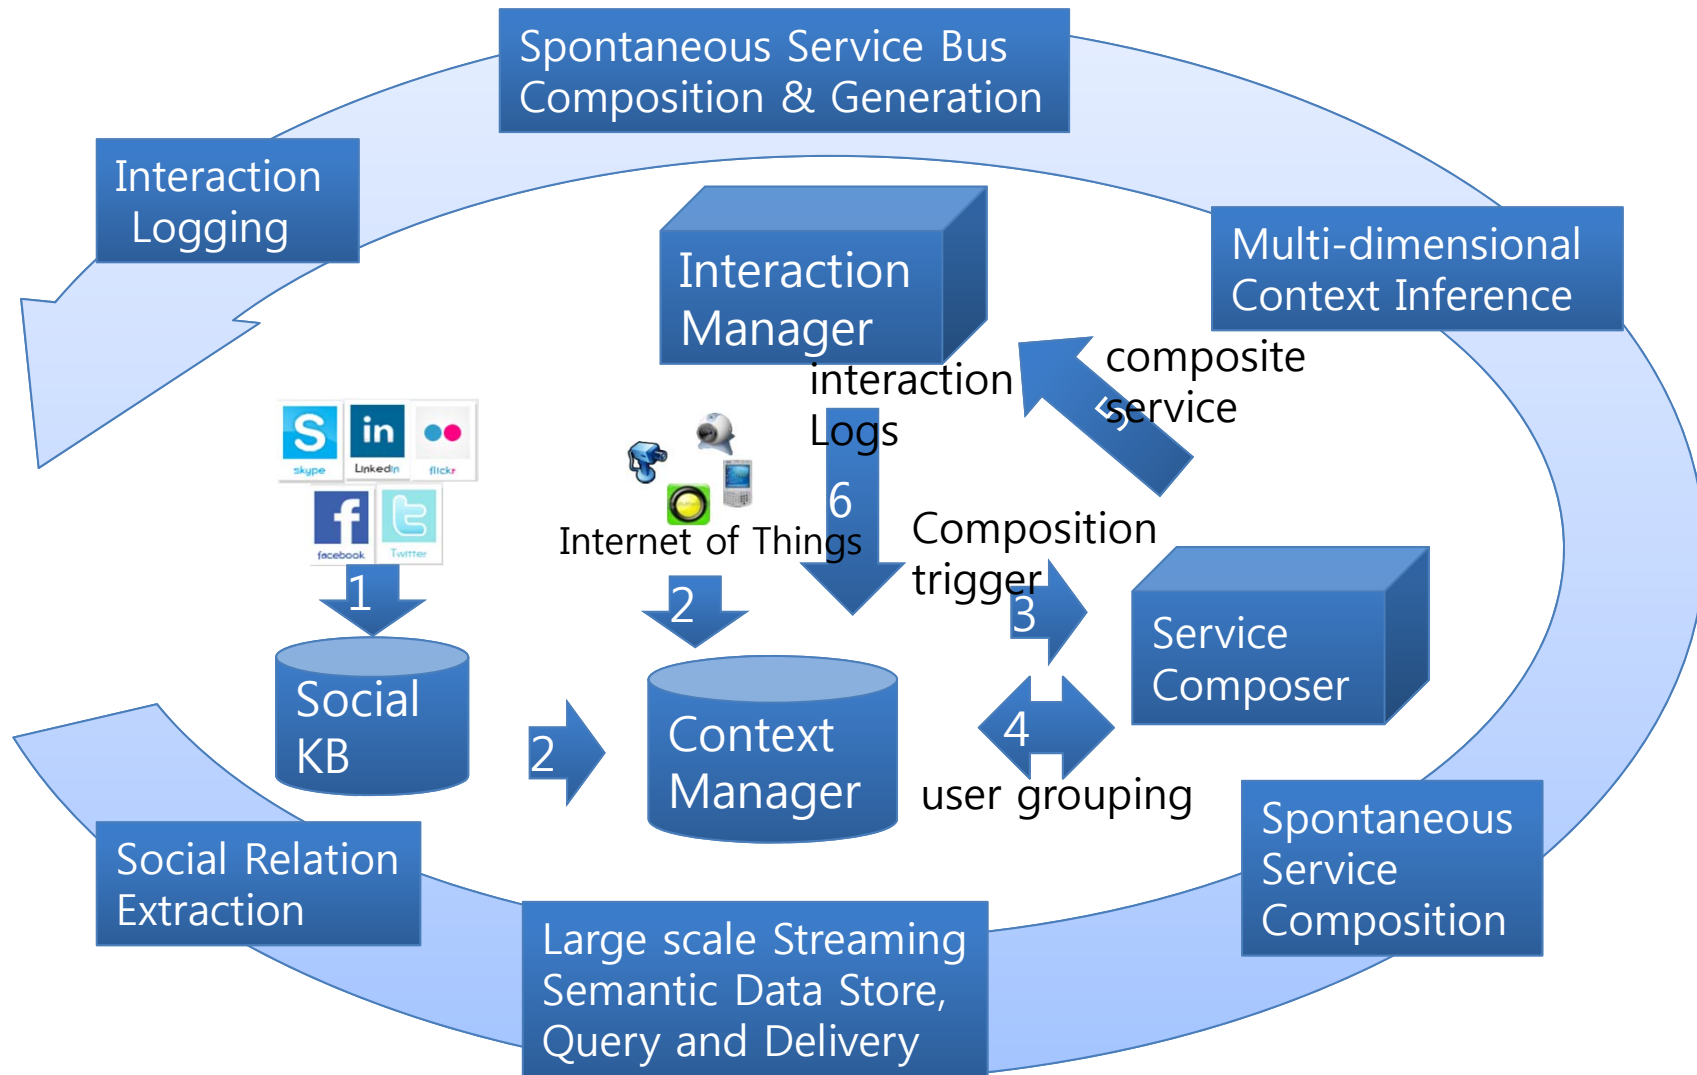 Spontaneous Service Bus
Composition & Generation
Interaction
Logging
Multi-dimensional
Context Inference
Interaction
Manager
interaction
Logs
6
composite
service
5
S
skype
in
LinkedIn
flickr
f
facebook
t
Twitter
Internet of Things
1
2
Composition
trigger
3
Service
Composer
Social
KB
2
Context
Manager
4
user grouping
Social Relation
Extraction
Large scale Streaming
Semantic Data Store,
Query and Delivery
Spontaneous
Service
Composition